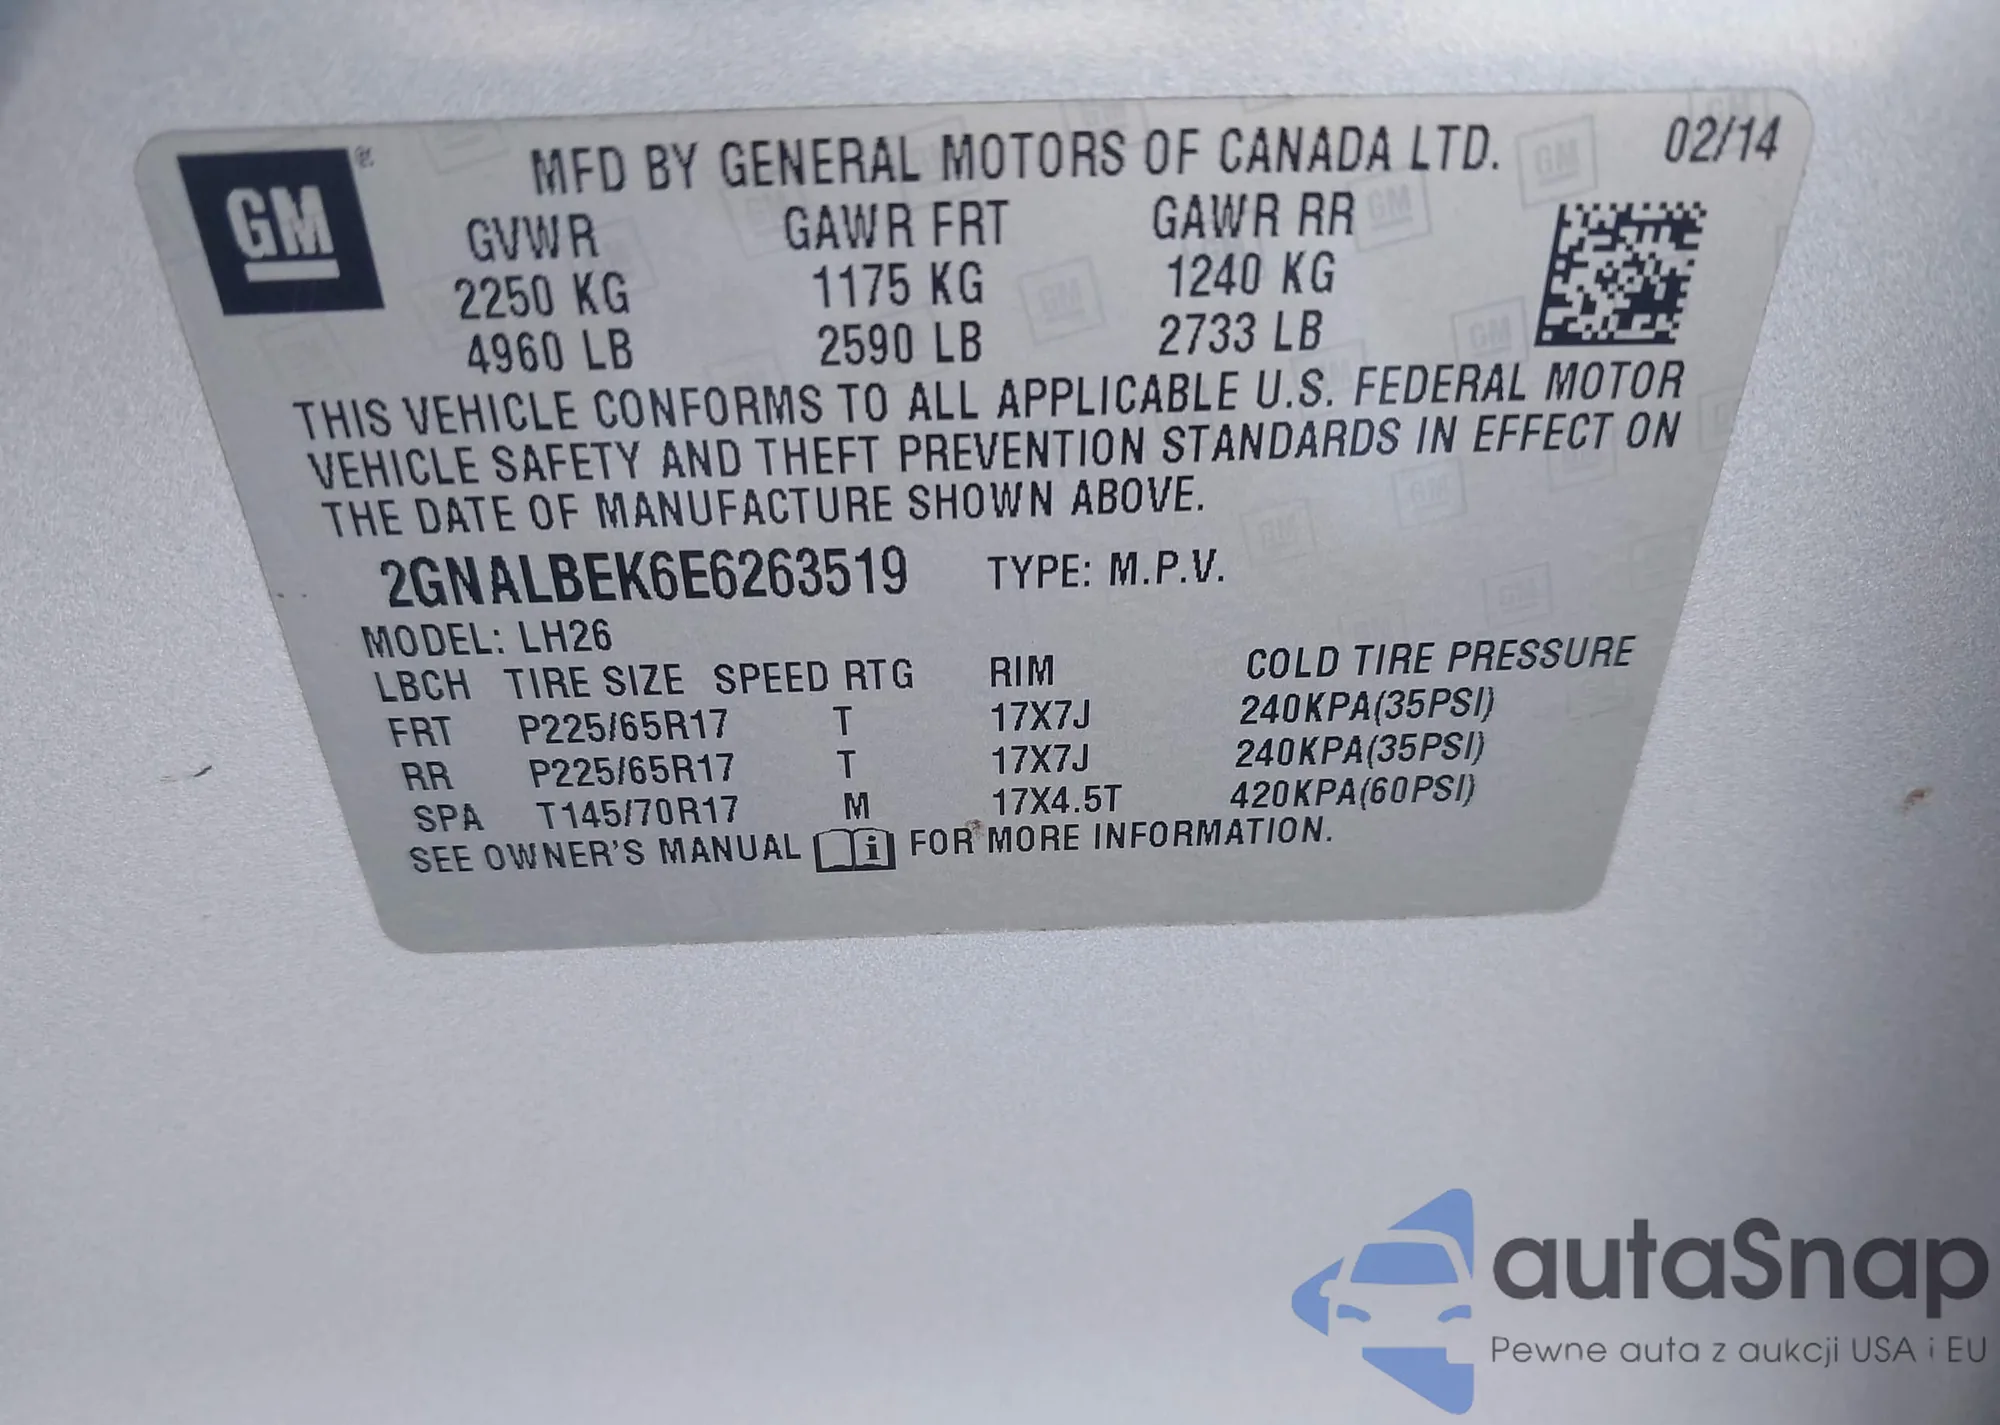 GM ® MFD BY GENERAL MOTORS OF CANADA LTD. 02/14
GVWR GAWR FRT GAWR RR
2250 KG 1175 KG 1240 KG
4960 LB 2590 LB 2733 LB
THIS VEHICLE CONFORMS TO ALL APPLICABLE U.S. FEDERAL MOTOR
VEHICLE SAFETY AND THEFT PREVENTION STANDARDS IN EFFECT ON
THE DATE OF MANUFACTURE SHOWN ABOVE.
2GNALBEK6E6263519 TYPE: M.P.V.
MODEL: LH26
LBCH TIRE SIZE SPEED RTG RIM COLD TIRE PRESSURE
FRT P225/65R17 T 17X7J 240KPA(35PSI)
RR P225/65R17 T 17X7J 240KPA(35PSI)
SPA T145/70R17 M 17X4.5T 420KPA(60PSI)
SEE OWNER'S MANUAL i FOR MORE INFORMATION.
autaSnap
Pewne auta z aukcji USA i EU